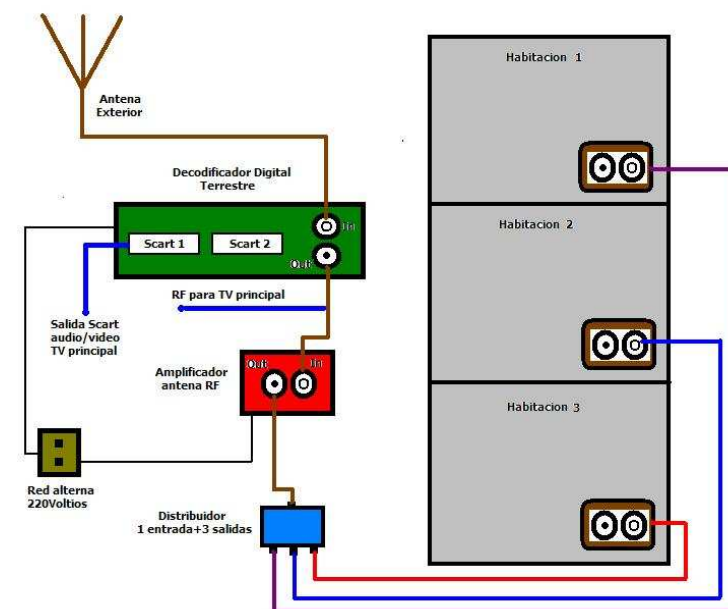 Antena
Exterior
Decodificador Digital
Terrestre
In
Scart 1
Scart 2
Out
RF para TV principal
Salida Scart
audio/video
TV principal
Amplificador
antena RF
Out
In
Red alterna
220Voltios
Distribuidor
1 entrada+3 salidas
Habitacion 1
Habitacion 2
Habitacion 3